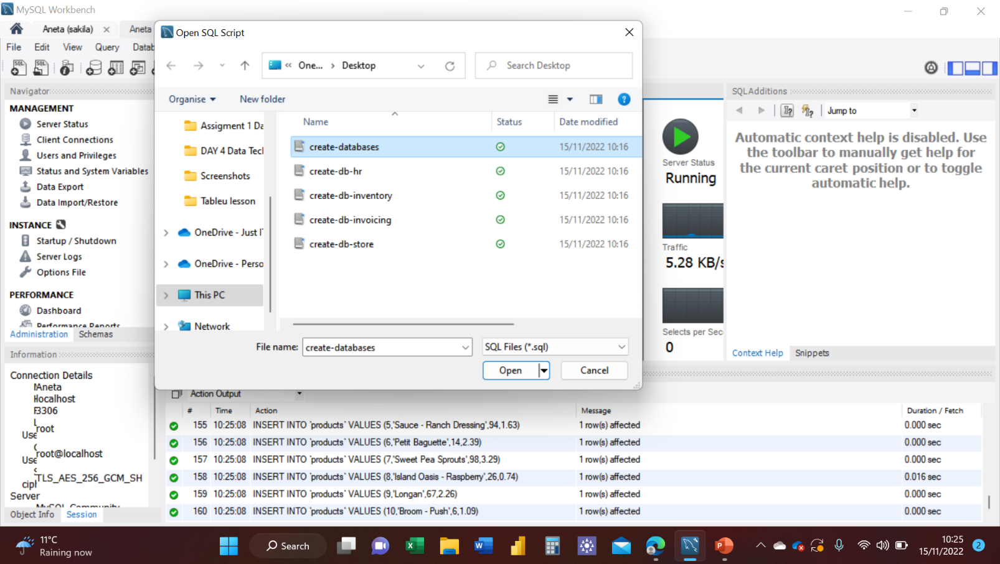 MySQL Workbench
Aneta (sakila)
Aneta
File Edit View Query Datab
Navigator
MANAGEMENT
Server Status
Client Connections
Users and Privileges
Status and System Variables
Data Export
Data Import/Restore
INSTANCE
Startup / Shutdown
Server Logs
Options File
PERFORMANCE
Dashboard
Performance Reports
Administration Schemas
Information
Connection Details
Aneta
localhost
3306
root
Use
root@localhost
Use
TLS_AES_256_GCM_SH
ciph
Server
MySQL Community
Object Info Session
Open SQL Script
« One... › Desktop
Search Desktop
Organise New folder
Assigment 1 Da
DAY 4 Data Tecl
Screenshots
Tableu lesson
OneDrive - Just I
OneDrive - Perso
This PC
Network
Name Status Date modified
create-databases 15/11/2022 10:16
create-db-hr 15/11/2022 10:16
create-db-inventory 15/11/2022 10:16
create-db-invoicing 15/11/2022 10:16
create-db-store 15/11/2022 10:16
File name: create-databases SQL Files (*.sql)
Open Cancel
Server Status
Running
Traffic
5.28 KB/s
Selects per Sec
0
SQLAdditions
Jump to
Automatic context help is disabled. Use
the toolbar to manually get help for
the current caret position or to toggle
automatic help.
Context Help Snippets
Action Output
# Time Action Message Duration / Fetch
155 10:25:08 INSERT INTO `products` VALUES (5,'Sauce - Ranch Dressing',94,1.63) 1 row(s) affected 0.000 sec
156 10:25:08 INSERT INTO `products` VALUES (6,'Petit Baguette',14,2.39) 1 row(s) affected 0.000 sec
157 10:25:08 INSERT INTO `products` VALUES (7,'Sweet Pea Sprouts',98,3.29) 1 row(s) affected 0.000 sec
158 10:25:08 INSERT INTO `products` VALUES (8,'Island Oasis - Raspberry',26,0.74) 1 row(s) affected 0.016 sec
159 10:25:08 INSERT INTO `products` VALUES (9,'Longan',67,2.26) 1 row(s) affected 0.000 sec
160 10:25:08 INSERT INTO `products` VALUES (10,'Broom - Push',6,1.09) 1 row(s) affected 0.000 sec
11°C
Raining now
Search
10:25
15/11/2022
2